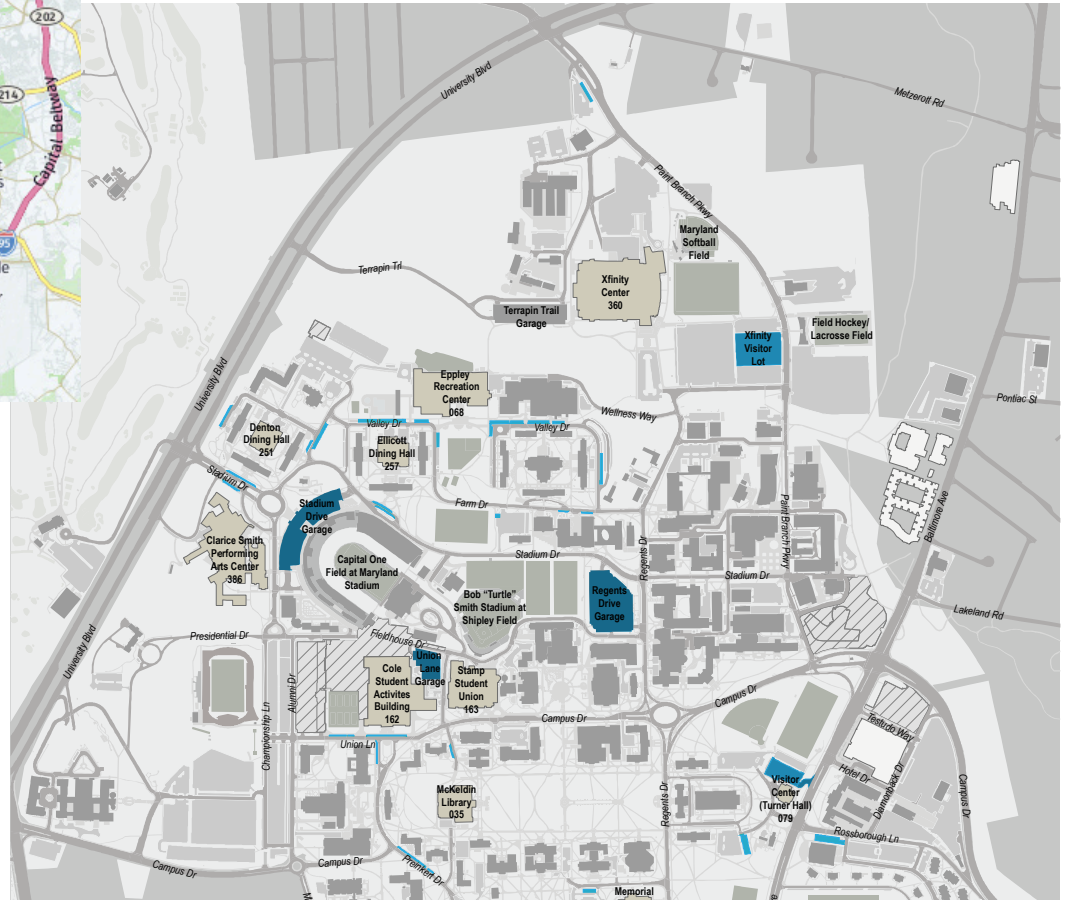 202
214
Capital Beltway
95
University Blvd
Metzerott Rd
Paint Branch Pkwy
Maryland
Softball
Field
Terrapin Trl
Xfinity
Center
360
Terrapin Trail
Garage
Field Hockey/
Lacrosse Field
Xfinity
Visitor
Lot
University Blvd
Eppley
Recreation
Center
068
Pontiac St
Wellness Way
Valley Dr
Valley Dr
Denton
Dining Hall
251
Ellicott
Dining Hall
257
Stadium Dr
Stadium
Drive
Garage
Farm Dr
Paint Branch Pkwy
Baltimore Ave
Clarice Smith
Performing
Arts Center
386
Capital One
Field at Maryland
Stadium
Stadium Dr
Regents Dr
Stadium Dr
Bob “Turtle”
Smith Stadium at
Shipley Field
Regents
Drive
Garage
Lakeland Rd
University Blvd
Presidential Dr
Fieldhouse Dr
Union
Lane
Garage
Cole
Student
Activites
Building
162
Stamp
Student
Union
163
Alumni Dr
Championship Ln
Campus Dr
Campus Dr
Testudo Way
Union Ln
Hotel Dr
Diamondback Dr
Campus Dr
Visitor
Center
(Turner Hall)
079
McKeldin
Library
035
Regents Dr
Rossborough Ln
Campus Dr
Campus Dr
Preinkert Dr
Memorial